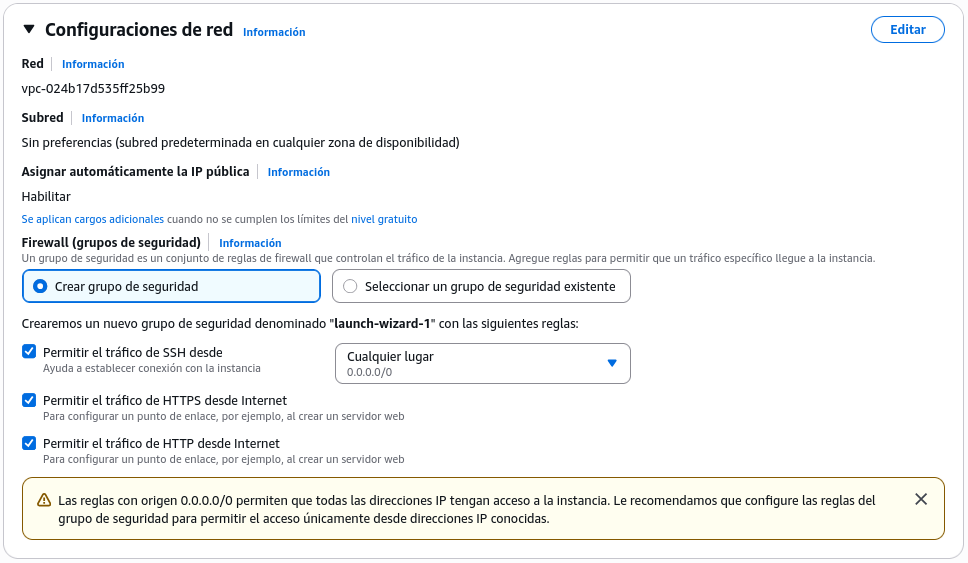 Configuraciones de red Información
Editar
Red Información
vpc-024b17d535ff25b99
Subred Información
Sin preferencias (subred predeterminada en cualquier zona de disponibilidad)
Asignar automáticamente la IP pública Información
Habilitar
Se aplican cargos adicionales cuando no se cumplen los límites del nivel gratuito
Firewall (grupos de seguridad) Información
Un grupo de seguridad es un conjunto de reglas de firewall que controlan el tráfico de la instancia. Agregue reglas para permitir que un tráfico específico llegue a la instancia.
Crear grupo de seguridad
Seleccionar un grupo de seguridad existente
Crearemos un nuevo grupo de seguridad denominado "launch-wizard-1" con las siguientes reglas:
Permitir el tráfico de SSH desde
Ayuda a establecer conexión con la instancia
Cualquier lugar
0.0.0.0/0
Permitir el tráfico de HTTPS desde Internet
Para configurar un punto de enlace, por ejemplo, al crear un servidor web
Permitir el tráfico de HTTP desde Internet
Para configurar un punto de enlace, por ejemplo, al crear un servidor web
Las reglas con origen 0.0.0.0/0 permiten que todas las direcciones IP tengan acceso a la instancia. Le recomendamos que configure las reglas del
grupo de seguridad para permitir el acceso únicamente desde direcciones IP conocidas.